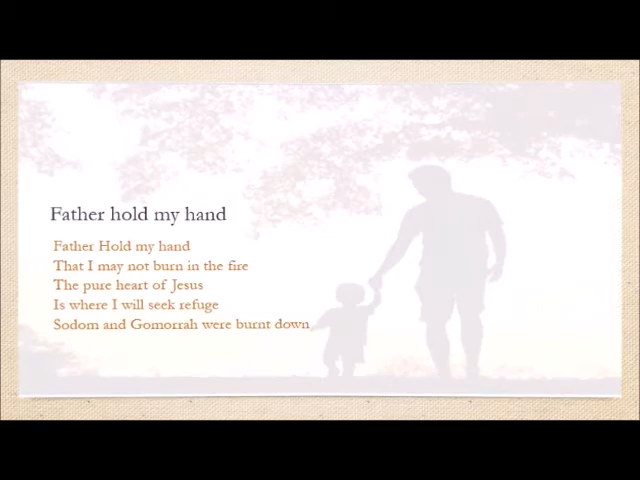 Father hold my hand
Father Hold my hand
That I may not burn in the fire
The pure heart of Jesus
Is where I will seek refuge
Sodom and Gomorrah were burnt down